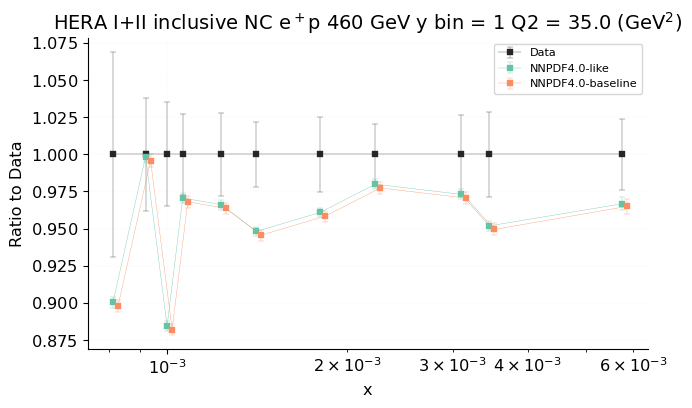 HERA I+II inclusive NC e⁺p 460 GeV y bin = 1 Q2 = 35.0 (GeV²)
Ratio to Data
1.075
1.050
1.025
1.000
0.975
0.950
0.925
0.900
0.875
Data
NNPDF4.0-like
NNPDF4.0-baseline
10⁻³
2 × 10⁻³
3 × 10⁻³
4 × 10⁻³
6 × 10⁻³
x